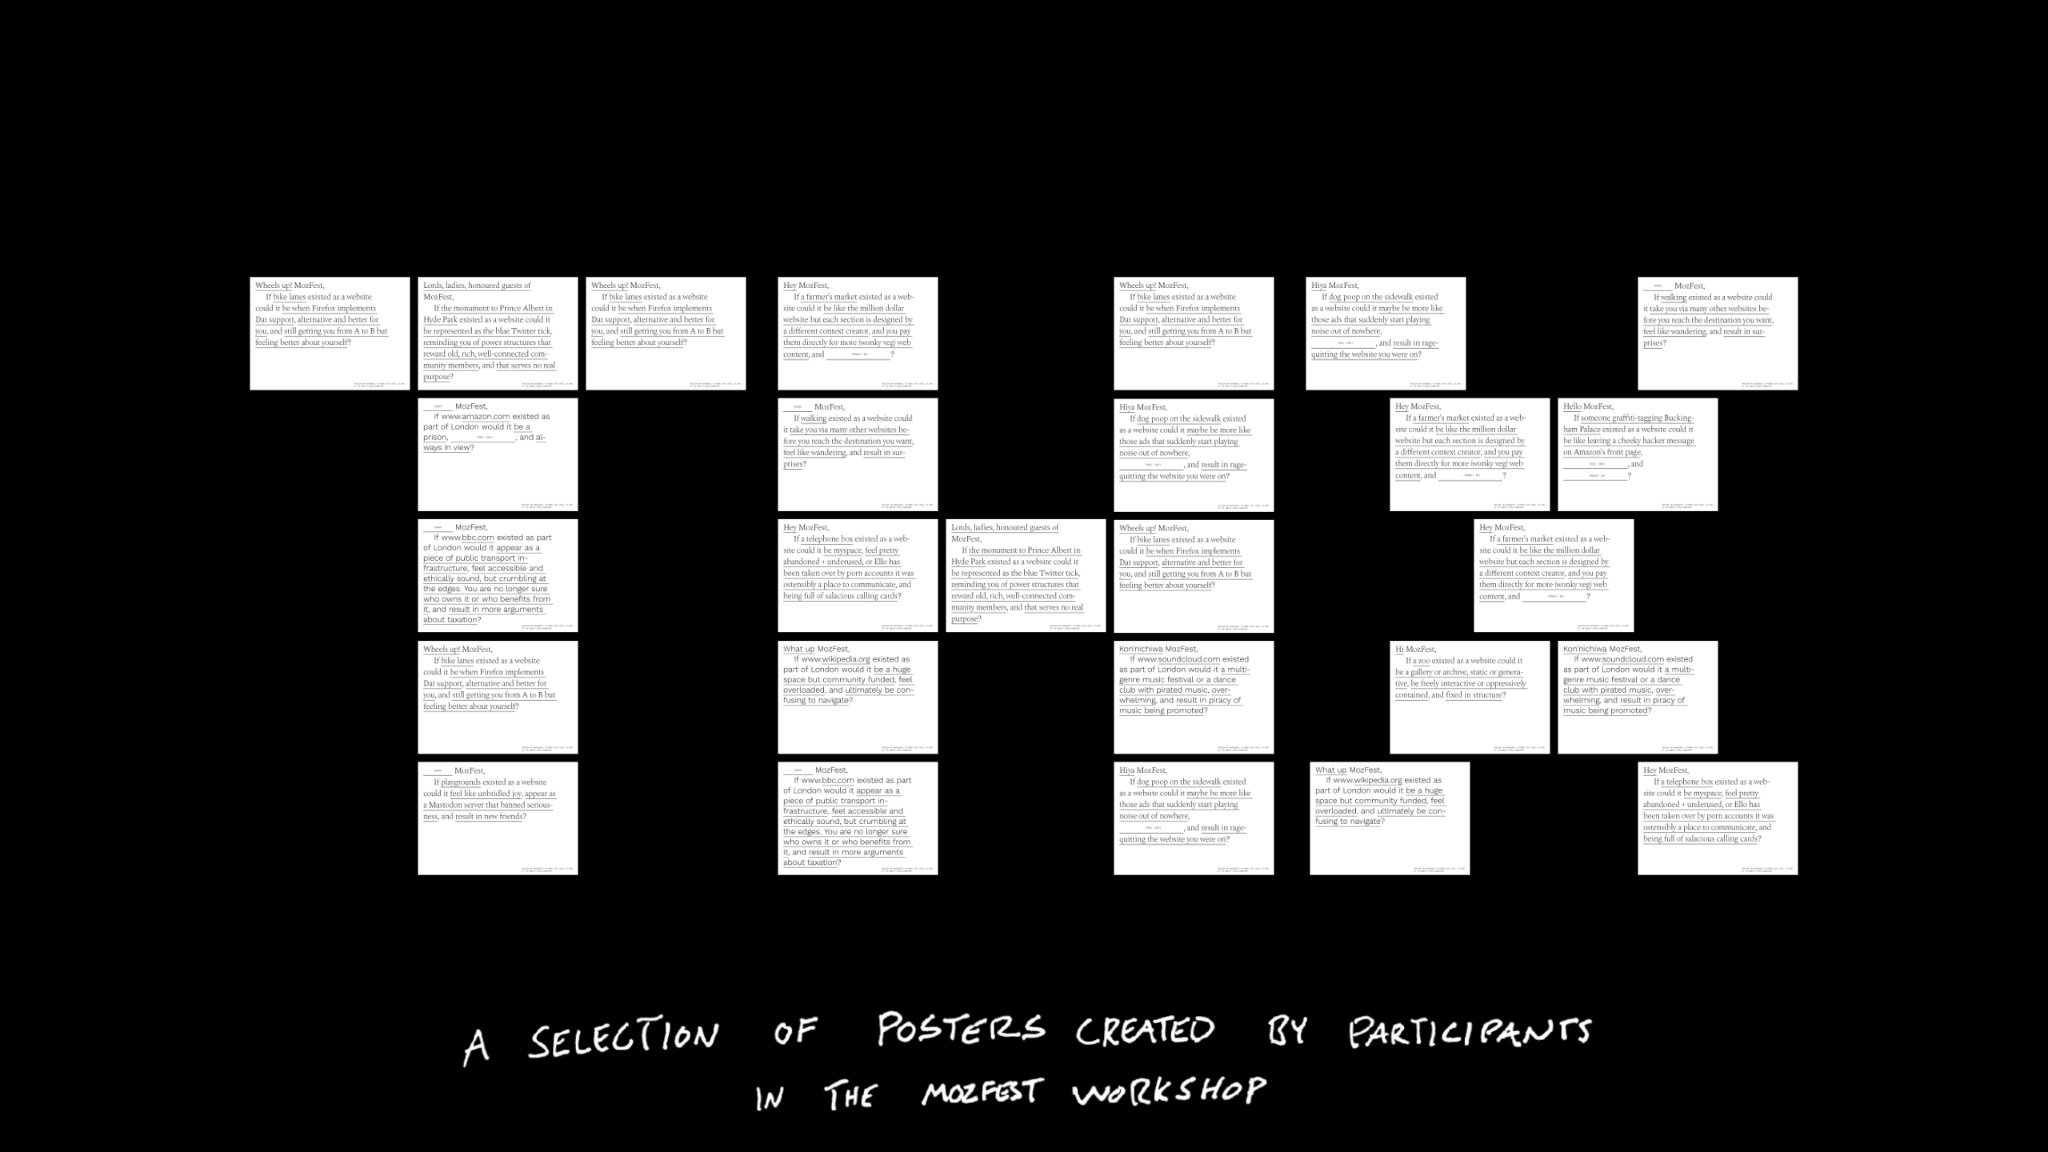 Wheels up! MozFest,
If bike lanes existed as a website
could it be when Firefox implements
Dat support, alternative and better for
you, and still getting you from A to B but
feeling better about yourself?
Lords, ladies, honoured guests of
MozFest,
If the monument to Prince Albert in
Hyde Park existed as a website could it
be represented as the blue Twitter tick,
reminding you of power structures that
reward old, rich, well-connected com-
munity members, and that serves no real
purpose?
Wheels up! MozFest,
If bike lanes existed as a website
could it be when Firefox implements
Dat support, alternative and better for
you, and still getting you from A to B but
feeling better about yourself?
Hey MozFest,
If a farmer's market existed as a web-
site could it be like the million dollar
website but each section is designed by
a different context creator, and you pay
them directly for more (wonky veg) web
content, and ?
Wheels up! MozFest,
If bike lanes existed as a website
could it be when Firefox implements
Dat support, alternative and better for
you, and still getting you from A to B but
feeling better about yourself?
Hiya MozFest,
If dog poop on the sidewalk existed
as a website could it maybe be more like
those ads that suddenly start playing
noise out of nowhere,
, and result in rage-
quitting the website you were on?
MozFest,
If walking existed as a website could
it take you via many other websites be-
fore you reach the destination you want,
feel like wandering, and result in sur-
prises?
MozFest,
If www.amazon.com existed as
part of London would it be a
prison, , and al-
ways in view?
MozFest,
If walking existed as a website could
it take you via many other websites be-
fore you reach the destination you want,
feel like wandering, and result in sur-
prises?
Hiya MozFest,
If dog poop on the sidewalk existed
as a website could it maybe be more like
those ads that suddenly start playing
noise out of nowhere,
, and result in rage-
quitting the website you were on?
Hey MozFest,
If a farmer's market existed as a web-
site could it be like the million dollar
website but each section is designed by
a different context creator, and you pay
them directly for more (wonky veg) web
content, and ?
Hello MozFest,
If someone graffiti-tagging Bucking-
ham Palace existed as a website could it
be like leaving a cheeky hacker message
on Amazon's front page,
, and
?
MozFest,
If www.bbc.com existed as part
of London would it appear as a
piece of public transport in-
frastructure, feel accessible and
ethically sound, but crumbling at
the edges. You are no longer sure
who owns it or who benefits from
it, and result in more arguments
about taxation?
Hey MozFest,
If a telephone box existed as a web-
site could it be myspace, feel pretty
abandoned + underused, or Ello has
been taken over by porn accounts it was
ostensibly a place to communicate, and
being full of salacious calling cards?
Lords, ladies, honoured guests of
MozFest,
If the monument to Prince Albert in
Hyde Park existed as a website could it
be represented as the blue Twitter tick,
reminding you of power structures that
reward old, rich, well-connected com-
munity members, and that serves no real
purpose?
Wheels up! MozFest,
If bike lanes existed as a website
could it be when Firefox implements
Dat support, alternative and better for
you, and still getting you from A to B but
feeling better about yourself?
Hey MozFest,
If a farmer's market existed as a web-
site could it be like the million dollar
website but each section is designed by
a different context creator, and you pay
them directly for more (wonky veg) web
content, and ?
Wheels up! MozFest,
If bike lanes existed as a website
could it be when Firefox implements
Dat support, alternative and better for
you, and still getting you from A to B but
feeling better about yourself?
What up MozFest,
If www.wikipedia.org existed as
part of London would it be a huge
space but community funded, feel
overloaded, and ultimately be con-
fusing to navigate?
Kon'nichiwa MozFest,
If www.soundcloud.com existed
as part of London would it a multi-
genre music festival or a dance
club with pirated music, over-
whelming, and result in piracy of
music being promoted?
Hi MozFest,
If a zoo existed as a website could it
be a gallery or archive, static or genera-
tive, be freely interactive or oppressively
contained, and fixed in structure?
Kon'nichiwa MozFest,
If www.soundcloud.com existed
as part of London would it a multi-
genre music festival or a dance
club with pirated music, over-
whelming, and result in piracy of
music being promoted?
MozFest,
If playgrounds existed as a website
could it feel like unbridled joy, appear as
a Mastodon server that banned serious-
ness, and result in new friends?
MozFest,
If www.bbc.com existed as part
of London would it appear as a
piece of public transport in-
frastructure, feel accessible and
ethically sound, but crumbling at
the edges. You are no longer sure
who owns it or who benefits from
it, and result in more arguments
about taxation?
Hiya MozFest,
If dog poop on the sidewalk existed
as a website could it maybe be more like
those ads that suddenly start playing
noise out of nowhere,
, and result in rage-
quitting the website you were on?
What up MozFest,
If www.wikipedia.org existed as
part of London would it be a huge
space but community funded, feel
overloaded, and ultimately be con-
fusing to navigate?
Hey MozFest,
If a telephone box existed as a web-
site could it be myspace, feel pretty
abandoned + underused, or Ello has
been taken over by porn accounts it was
ostensibly a place to communicate, and
being full of salacious calling cards?
A SELECTION OF POSTERS CREATED BY PARTICIPANTS
IN THE MOZFEST WORKSHOP